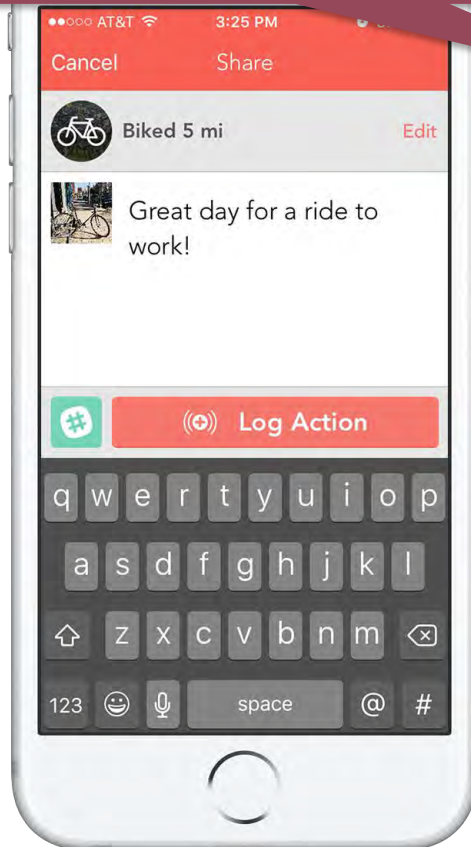 AT&T 3:25 PM
Cancel Share
Biked 5 mi Edit
Great day for a ride to
work!
# Log Action
q w e r t y u i o p
a s d f g h j k l
z x c v b n m
123 space @ #